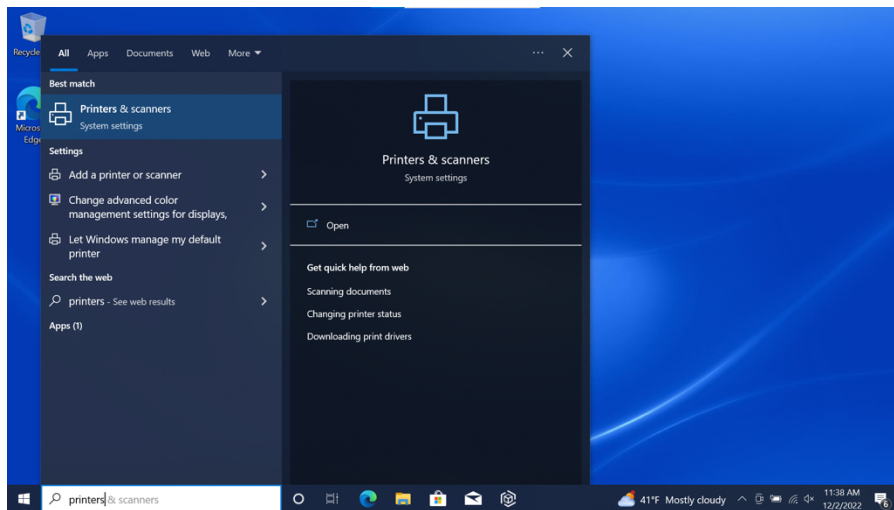 Recycle
Micros
Edge
All Apps Documents Web More
Best match
Printers & scanners
System settings
Settings
Add a printer or scanner
Change advanced color
management settings for displays,
Let Windows manage my default
printer
Search the web
printers - See web results
Apps (1)
Printers & scanners
System settings
Open
Get quick help from web
Scanning documents
Changing printer status
Downloading print drivers
printers & scanners
41°F Mostly cloudy
11:38 AM
12/2/2022
6